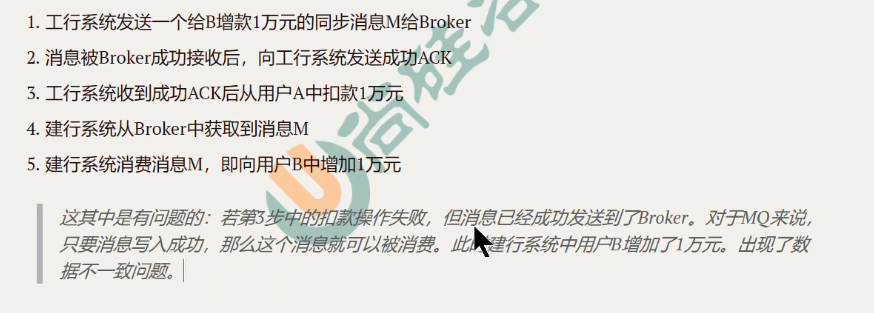 1. 工行系统发送一个给B增款1万元的同步消息M给Broker
2. 消息被Broker成功接收后，向工行系统发送成功ACK
3. 工行系统收到成功ACK后从用户A中扣款1万元
4. 建行系统从Broker中获取到消息M
5. 建行系统消费消息M，即向用户B中增加1万元
这其中是有问题的：若第3步中的扣款操作失败，但消息已经成功发送到了Broker。对于MQ来说，
只要消息写入成功，那么这个消息就可以被消费。此时建行系统中用户B增加了1万元。出现了数
据不一致问题。
尚硅